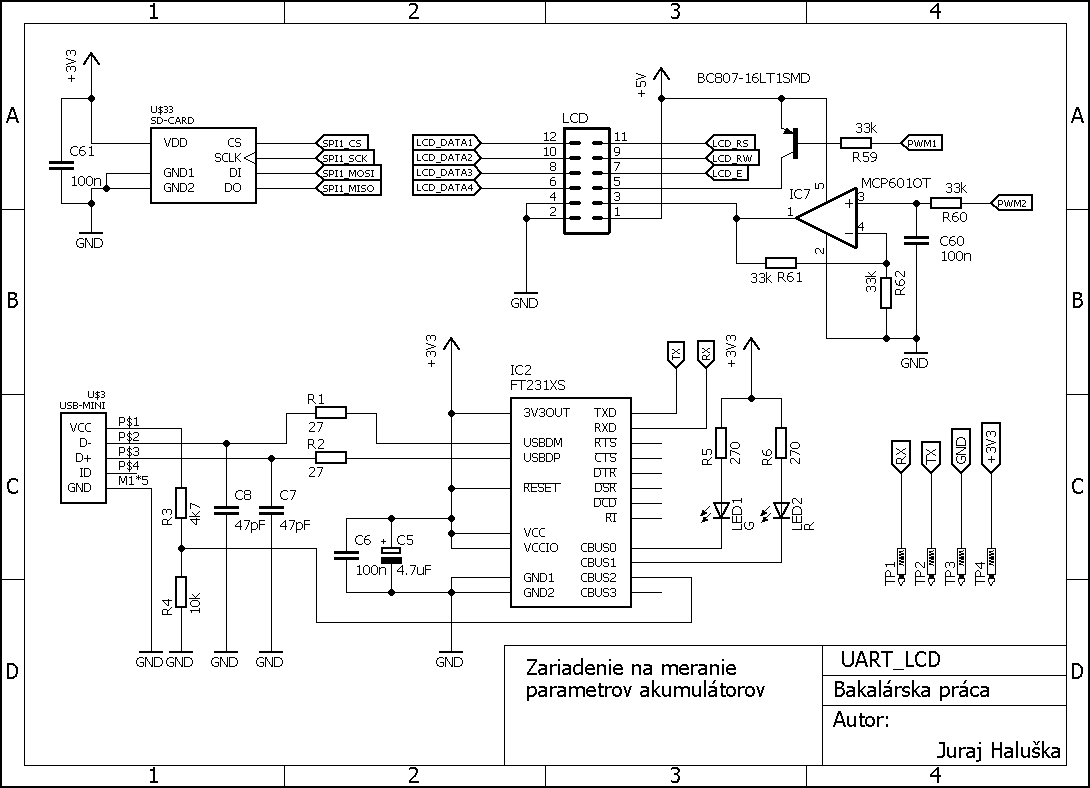 1 2 3 4
A
B
C
D
+3V3
C61
100n
U$33
SD-CARD
VDD CS
SCLK
GND1 DI
GND2 DO
SPI1_CS
SPI1_SCK
SPI1_MOSI
SPI1_MISO
GND
LCD_DATA1
LCD_DATA2
LCD_DATA3
LCD_DATA4
LCD
12 11
10 9
8 7
6 5
4 3
2 1
LCD_RS
LCD_RW
LCD_E
GND
+5V
BC807-16LT1SMD
33k
R59
PWM1
IC7
MCP6010T
5
3
1
4
2
+
−
33k
R60
PWM2
C60
100n
33k R61
33k
R62
GND
U$3
USB-MINI
VCC P$1
D- P$2
D+ P$3
ID P$4
GND M1*5
R1
27
R2
27
R3
4k7
R4
10k
C8
47pF
C7
47pF
GND GND GND GND
+3V3
C6
100n
+
C5
4.7uF
GND
IC2
FT231XS
3V3OUT TXD
RXD
USBDM RTS
USBDP CTS
DTR
RESET DSR
DCD
RI
VCC
VCCIO CBUS0
CBUS1
GND1 CBUS2
GND2 CBUS3
TX
RX
+3V3
R5
270
R6
270
LED1
G
LED2
R
RX
TX
GND
+3V3
TP1
TP2
TP3
TP4
Zariadenie na meranie
parametrov akumulátorov
UART_LCD
Bakalárska práca
Autor:
Juraj Haluška
A
B
C
D
1 2 3 4